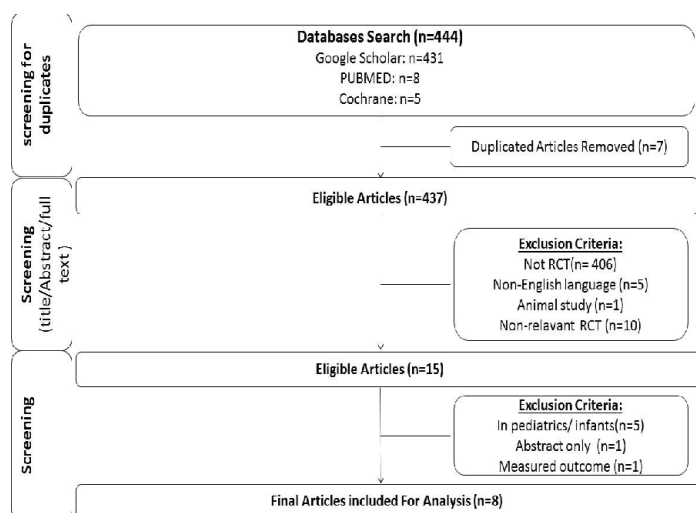 screening for
duplicates
Databases Search (n=444)
Google Scholar: n=431
PUBMED: n=8
Cochrane: n=5
Duplicated Articles Removed (n=7)
Screening
(title/Abstract/full
text )
Eligible Articles (n=437)
Exclusion Criteria:
Not RCT(n= 406)
Non-English language (n=5)
Animal study (n=1)
Non-relavant RCT (n=10)
Screening
Eligible Articles (n=15)
Exclusion Criteria:
In pediatrics/ infants(n=5)
Abstract only  (n=1)
Measured outcome (n=1)
Final Articles included For Analysis (n=8)